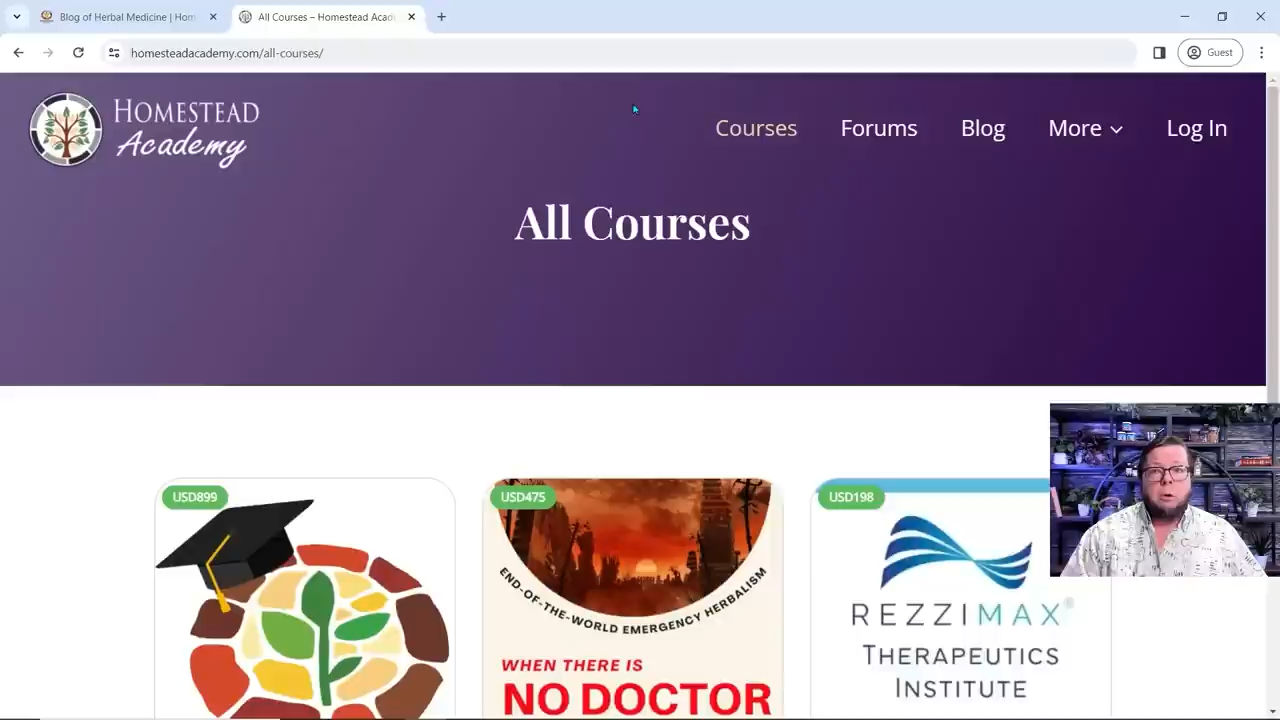 Blog of Herbal Medicine | Hom
All Courses – Homestead Acad
homesteadacademy.com/all-courses/
Guest
HOMESTEAD
Academy
Courses
Forums
Blog
More
Log In
All Courses
USD899
USD475
USD198
END-OF-THE-WORLD EMERGENCY HERBALISM
WHEN THERE IS
NO DOCTOR
REZZIMAX®
THERAPEUTICS
INSTITUTE